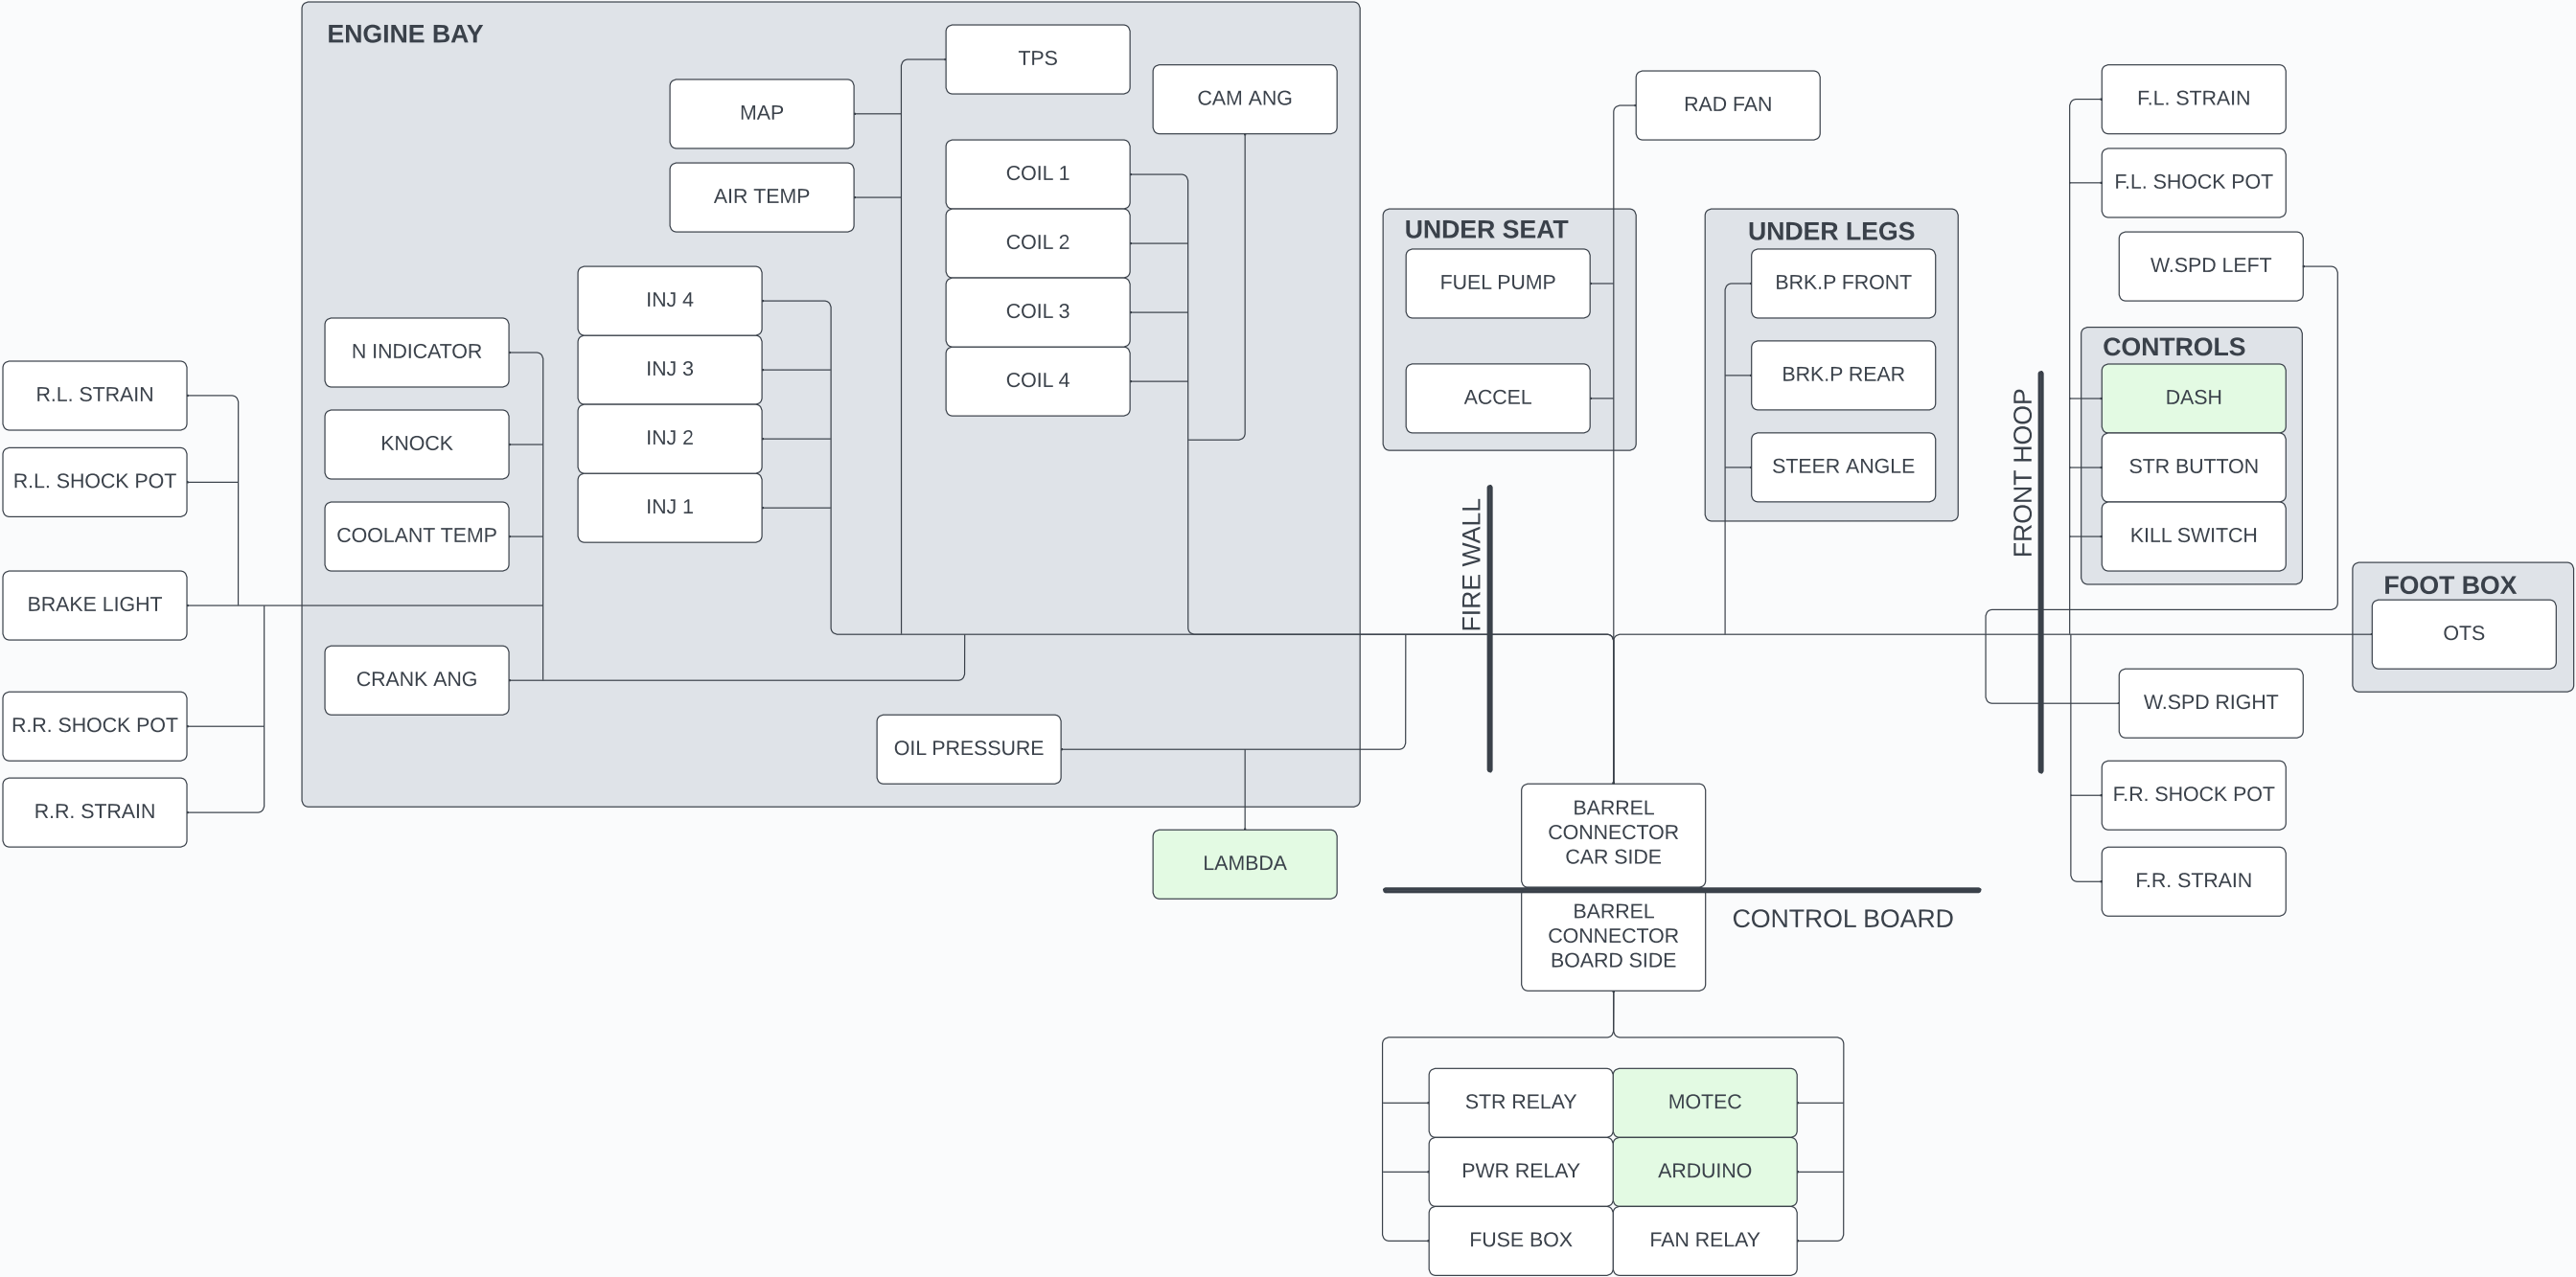 ENGINE BAY
TPS
CAM ANG
MAP
AIR TEMP
COIL 1
COIL 2
COIL 3
COIL 4
INJ 4
INJ 3
INJ 2
INJ 1
N INDICATOR
KNOCK
COOLANT TEMP
CRANK ANG
OIL PRESSURE
R.L. STRAIN
R.L. SHOCK POT
BRAKE LIGHT
R.R. SHOCK POT
R.R. STRAIN
LAMBDA
RAD FAN
UNDER SEAT
FUEL PUMP
ACCEL
FIRE WALL
UNDER LEGS
BRK.P FRONT
BRK.P REAR
STEER ANGLE
FRONT HOOP
F.L. STRAIN
F.L. SHOCK POT
W.SPD LEFT
CONTROLS
DASH
STR BUTTON
KILL SWITCH
FOOT BOX
OTS
W.SPD RIGHT
F.R. SHOCK POT
F.R. STRAIN
BARREL
CONNECTOR
CAR SIDE
BARREL
CONNECTOR
BOARD SIDE
CONTROL BOARD
STR RELAY
MOTEC
PWR RELAY
ARDUINO
FUSE BOX
FAN RELAY